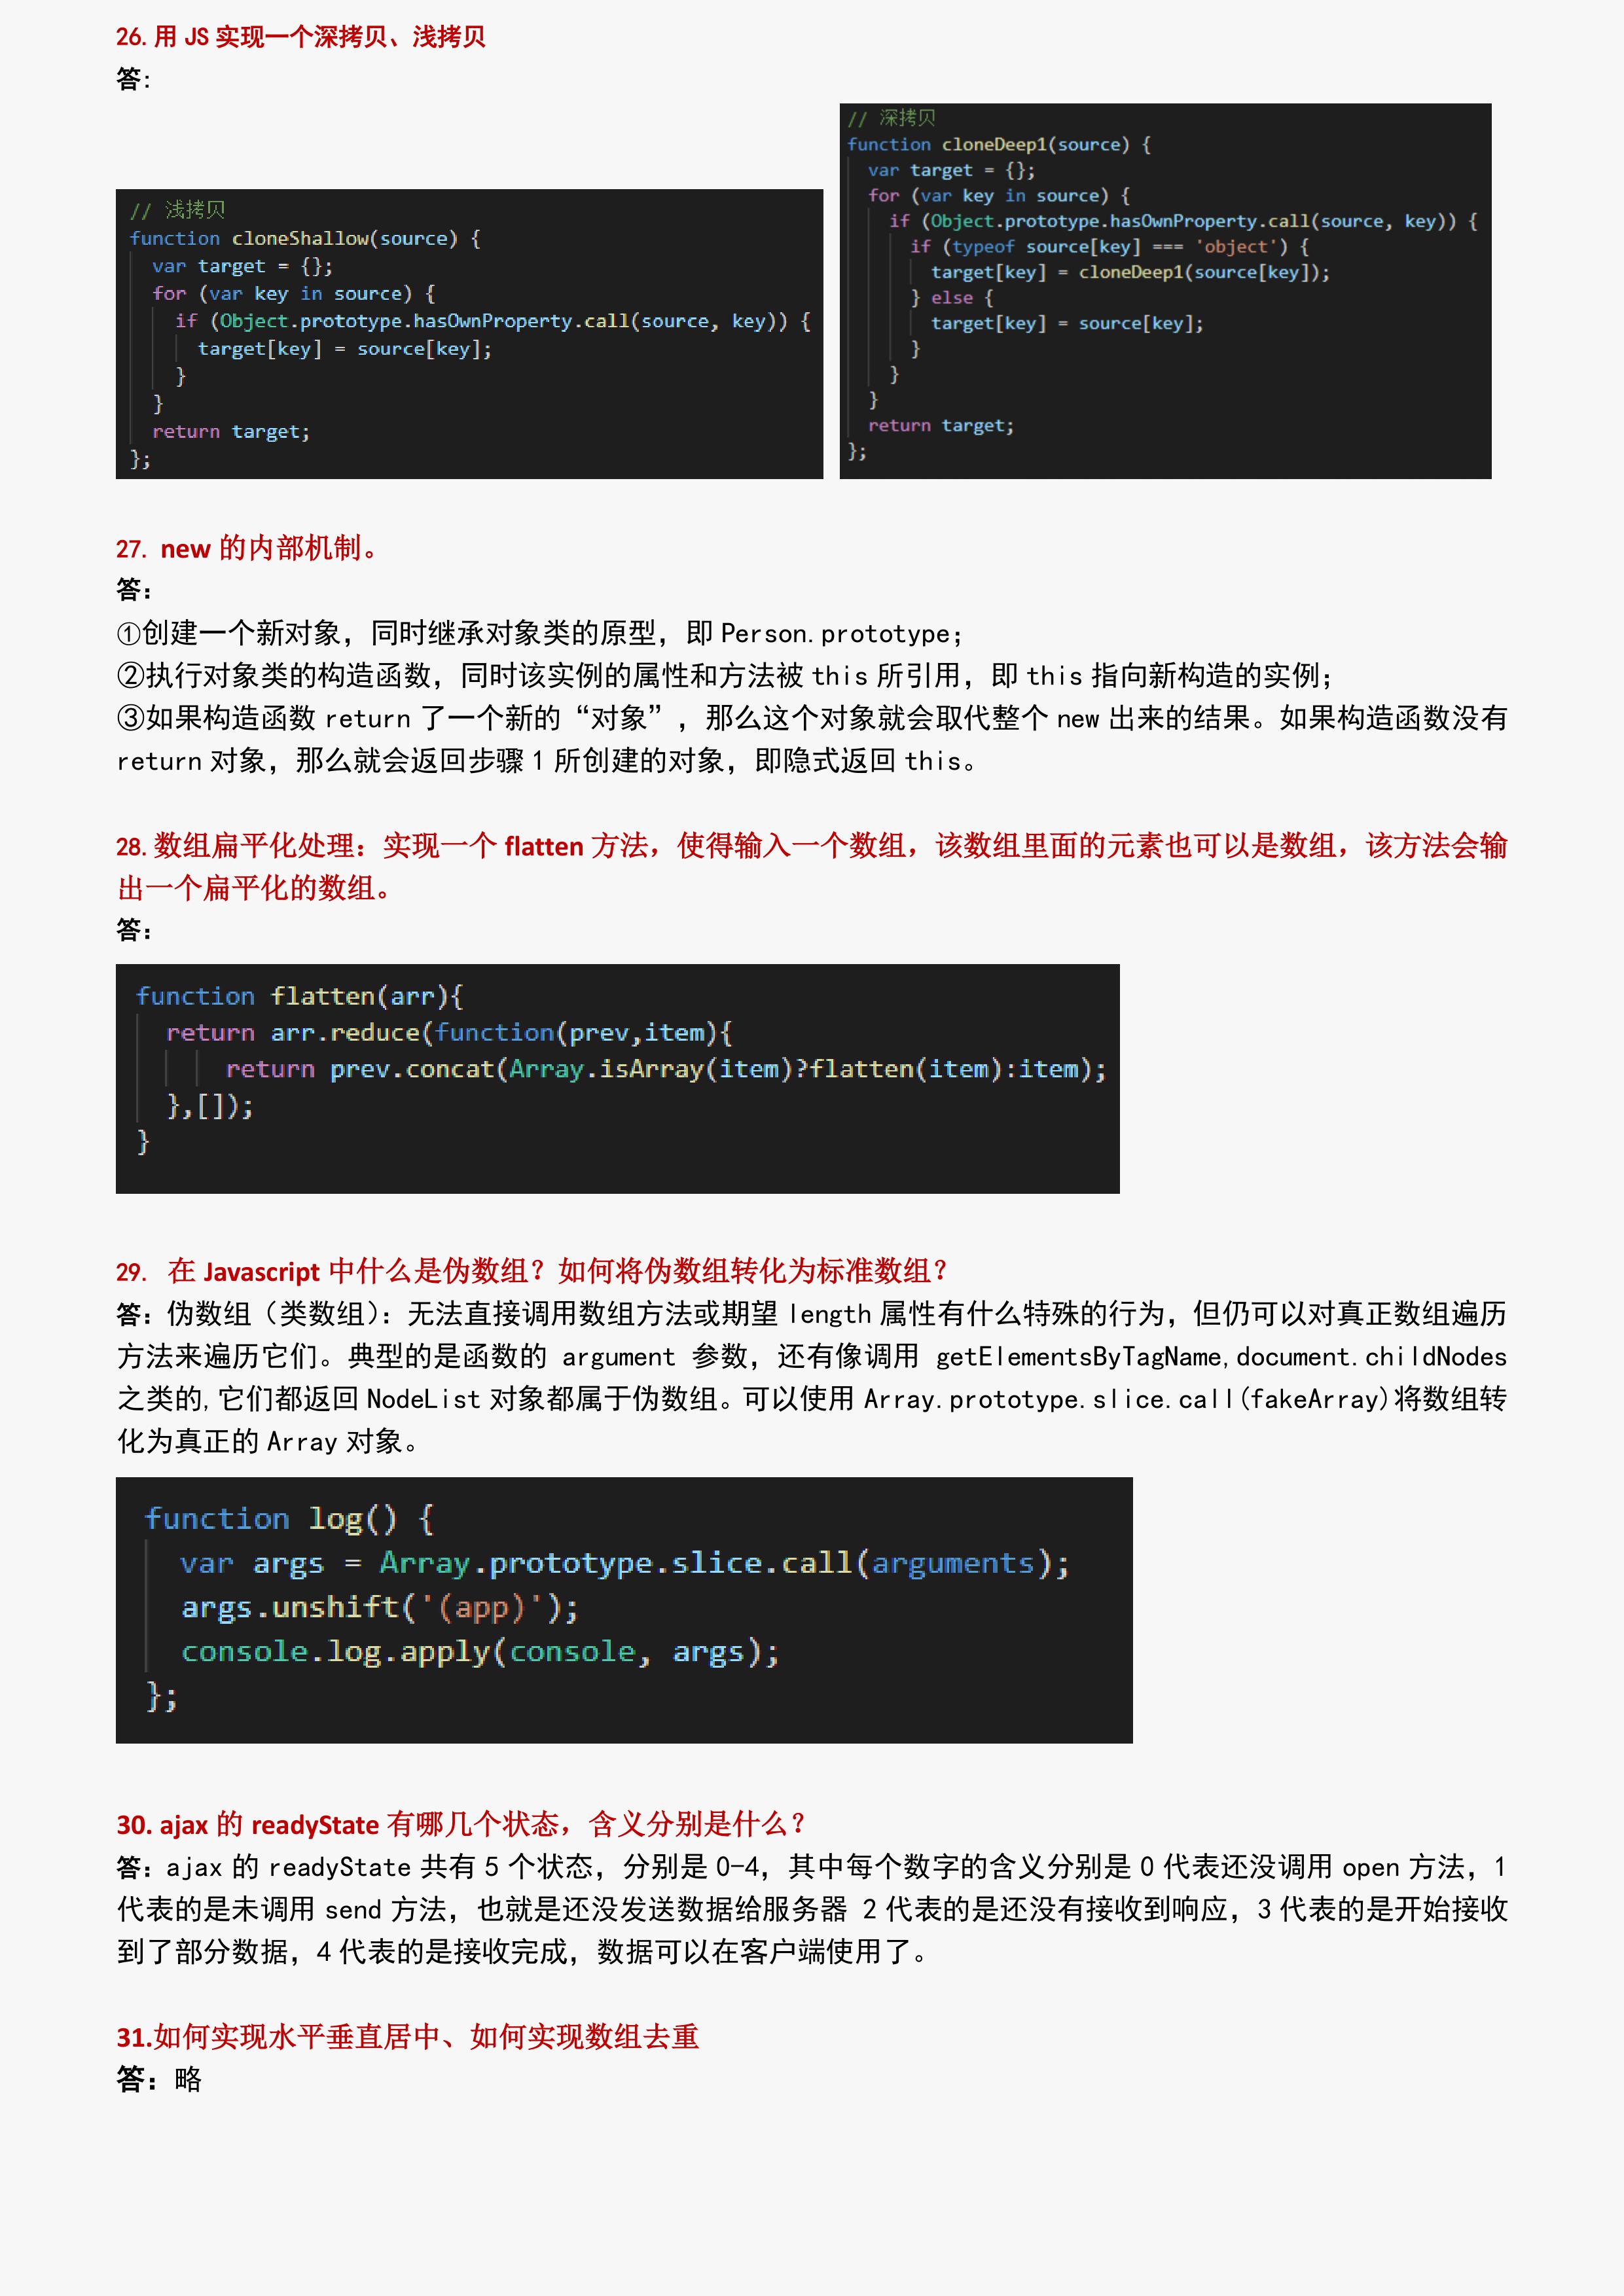 26. 用 JS 实现一个深拷贝、浅拷贝
答:
// 浅拷贝
function cloneShallow(source) {
var target = {};
for (var key in source) {
if (Object.prototype.hasOwnProperty.call(source, key)) {
target[key] = source[key];
}
}
return target;
};
// 深拷贝
function cloneDeep1(source) {
var target = {};
for (var key in source) {
if (Object.prototype.hasOwnProperty.call(source, key)) {
if (typeof source[key] === 'object') {
target[key] = cloneDeep1(source[key]);
} else {
target[key] = source[key];
}
}
}
return target;
};
27. new 的内部机制。
答：
①创建一个新对象，同时继承对象类的原型，即 Person.prototype；
②执行对象类的构造函数，同时该实例的属性和方法被 this 所引用，即 this 指向新构造的实例；
③如果构造函数 return 了一个新的“对象”，那么这个对象就会取代整个 new 出来的结果。如果构造函数没有
return 对象，那么就会返回步骤 1 所创建的对象，即隐式返回 this。
28. 数组扁平化处理：实现一个 flatten 方法，使得输入一个数组，该数组里面的元素也可以是数组，该方法会输
出一个扁平化的数组。
答：
function flatten(arr){
return arr.reduce(function(prev,item){
return prev.concat(Array.isArray(item)?flatten(item):item);
},[]);
}
29. 在 Javascript 中什么是伪数组？如何将伪数组转化为标准数组？
答：伪数组（类数组）：无法直接调用数组方法或期望 length 属性有什么特殊的行为，但仍可以对真正数组遍历
方法来遍历它们。典型的是函数的 argument 参数，还有像调用 getElementsByTagName,document.childNodes
之类的,它们都返回 NodeList 对象都属于伪数组。可以使用 Array.prototype.slice.call(fakeArray)将数组转
化为真正的 Array 对象。
function log() {
var args = Array.prototype.slice.call(arguments);
args.unshift('(app)');
console.log.apply(console, args);
};
30. ajax 的 readyState 有哪几个状态，含义分别是什么？
答：ajax 的 readyState 共有 5 个状态，分别是 0-4，其中每个数字的含义分别是 0 代表还没调用 open 方法，1
代表的是未调用 send 方法，也就是还没发送数据给服务器 2 代表的是还没有接收到响应，3 代表的是开始接收
到了部分数据，4 代表的是接收完成，数据可以在客户端使用了。
31.如何实现水平垂直居中、如何实现数组去重
答：略